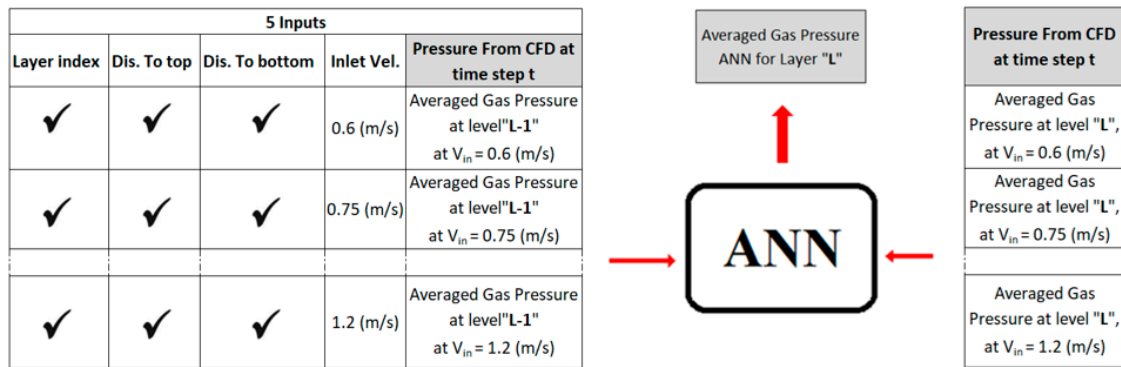 5 Inputs
Layer index Dis. To top Dis. To bottom Inlet Vel. Pressure From CFD at
time step t
0.6 (m/s) Averaged Gas Pressure
at level"L-1"
at Vin = 0.6 (m/s)
0.75 (m/s) Averaged Gas Pressure
at level"L-1"
at Vin = 0.75 (m/s)
1.2 (m/s) Averaged Gas Pressure
at level"L-1"
at Vin = 1.2 (m/s)
Averaged Gas Pressure
ANN for Layer "L"
ANN
Pressure From CFD
at time step t
Averaged Gas
Pressure at level "L",
at Vin = 0.6 (m/s)
Averaged Gas
Pressure at level "L",
at Vin = 0.75 (m/s)
Averaged Gas
Pressure at level "L",
at Vin = 1.2 (m/s)